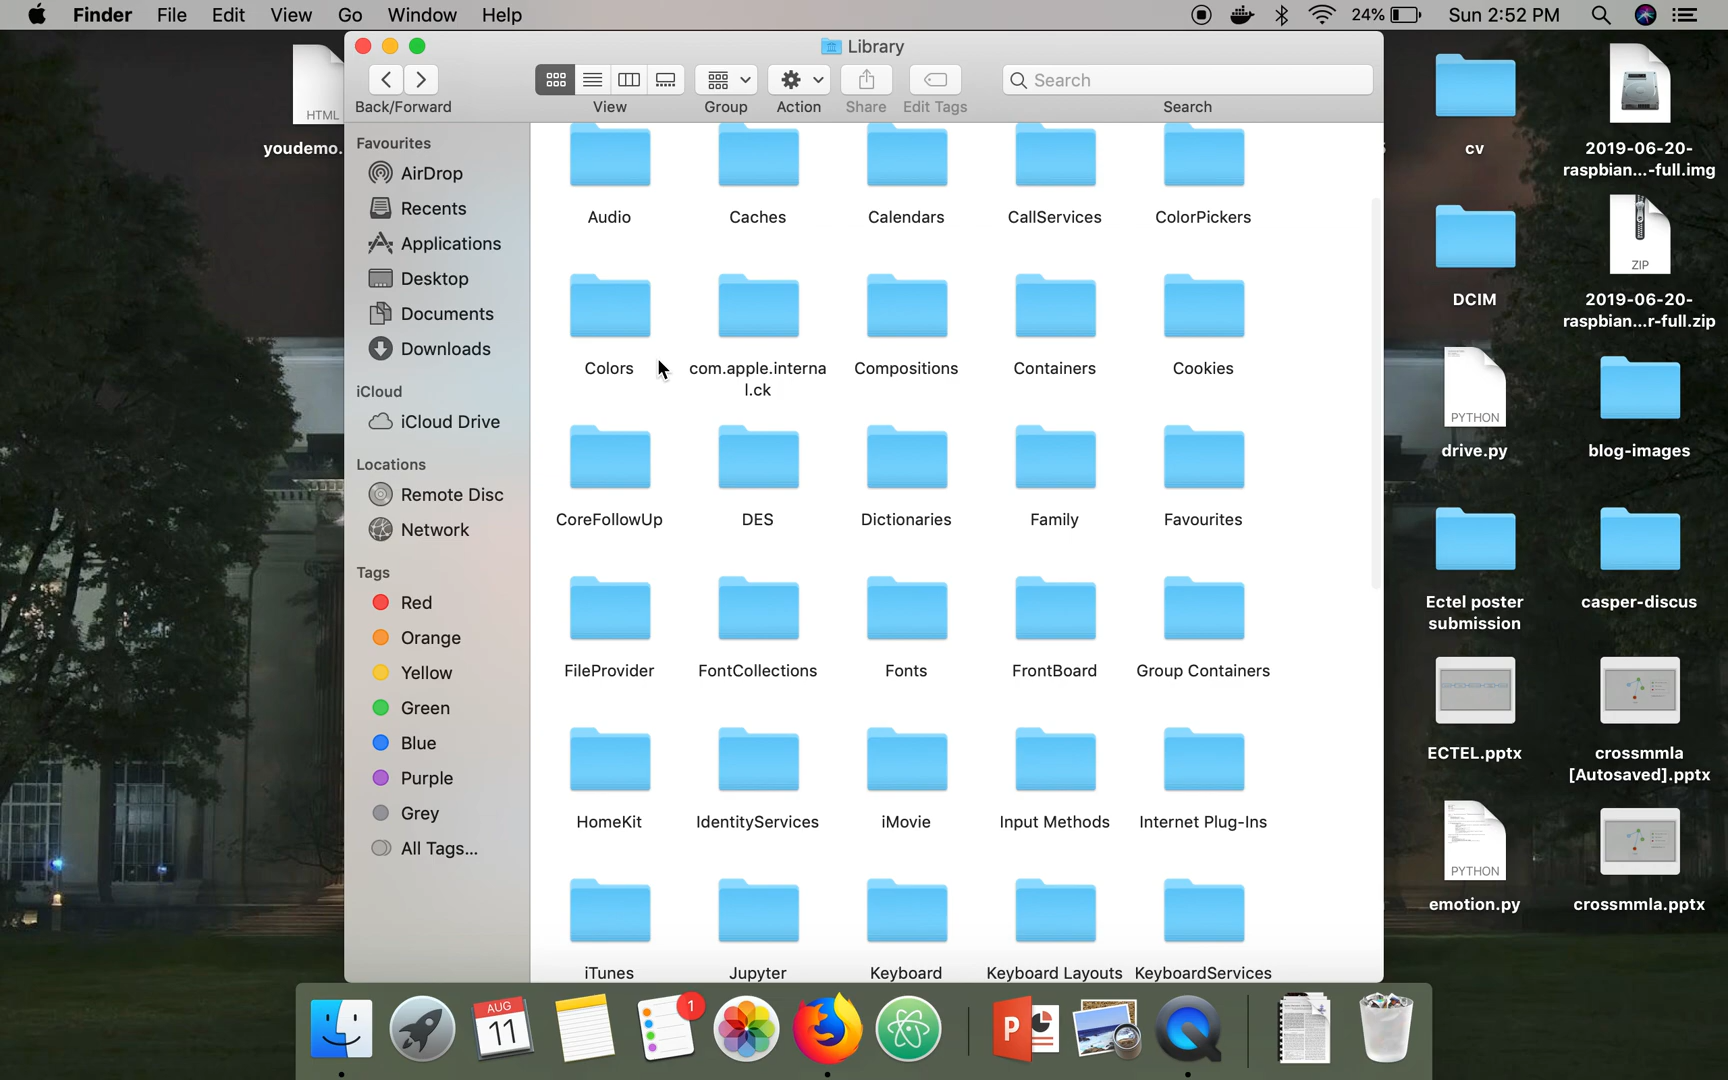 Finder File Edit View Go Window Help 24% Sun 2:52 PM
Library
Search
Back/Forward View Group Action Share Edit Tags Search
Favourites
AirDrop
Recents
Applications
Desktop
Documents
Downloads
iCloud
iCloud Drive
Locations
Remote Disc
Network
Tags
Red
Orange
Yellow
Green
Blue
Purple
Grey
All Tags...
Audio Caches Calendars CallServices ColorPickers
Colors com.apple.interna Compositions Containers Cookies
l.ck
CoreFollowUp DES Dictionaries Family Favourites
FileProvider FontCollections Fonts FrontBoard Group Containers
HomeKit IdentityServices iMovie Input Methods Internet Plug-Ins
iTunes Jupyter Keyboard Keyboard Layouts KeyboardServices
HTML
youdemo.
cv
2019-06-20-
raspbian...-full.img
DCIM
ZIP
2019-06-20-
raspbian...r-full.zip
PYTHON
drive.py
blog-images
Ectel poster
submission
casper-discus
ECTEL.pptx
crossmmla
[Autosaved].pptx
PYTHON
emotion.py
crossmmla.pptx
AUG
11
1
P